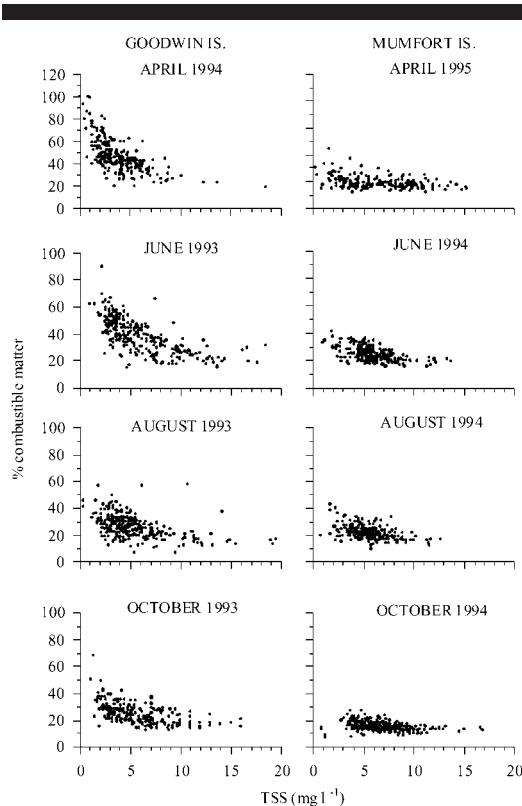 GOODWIN IS.
MUMFORT IS.
APRIL 1994
APRIL 1995
120
100
80
60
40
20
0
JUNE 1993
JUNE 1994
100
80
60
40
20
0
% combustible matter
AUGUST 1993
AUGUST 1994
100
80
60
40
20
0
OCTOBER 1993
OCTOBER 1994
100
80
60
40
20
0
0 5 10 15 20
5 10 15 20
TSS (mg l⁻¹)